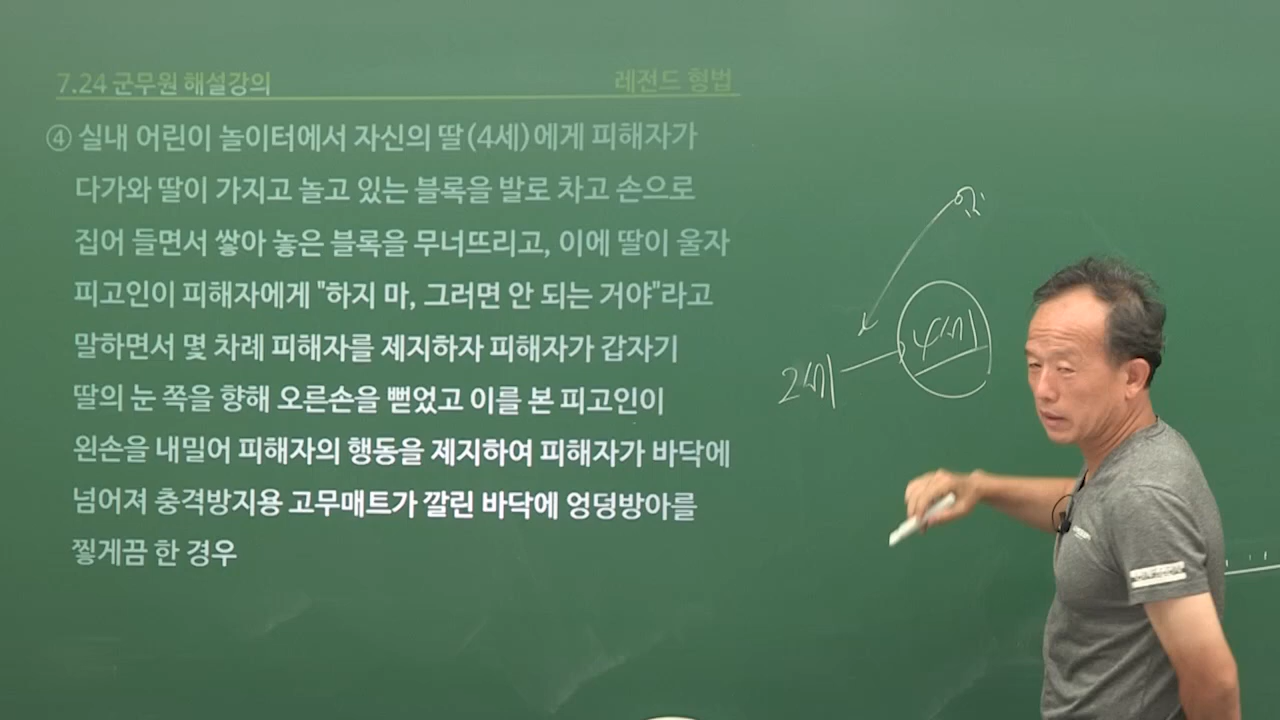 7.24 군무원 해설강의
레전드 형법
④ 실내 어린이 놀이터에서 자신의 딸(4세)에게 피해자가
다가와 딸이 가지고 놀고 있는 블록을 발로 차고 손으로
집어 들면서 쌓아 놓은 블록을 무너뜨리고, 이에 딸이 울자
피고인이 피해자에게 "하지 마, 그러면 안 되는 거야"라고
말하면서 몇 차례 피해자를 제지하자 피해자가 갑자기
딸의 눈 쪽을 향해 오른손을 뻗었고 이를 본 피고인이
왼손을 내밀어 피해자의 행동을 제지하여 피해자가 바닥에
넘어져 충격방지용 고무매트가 깔린 바닥에 엉덩방아를
찧게끔 한 경우
4세
2세